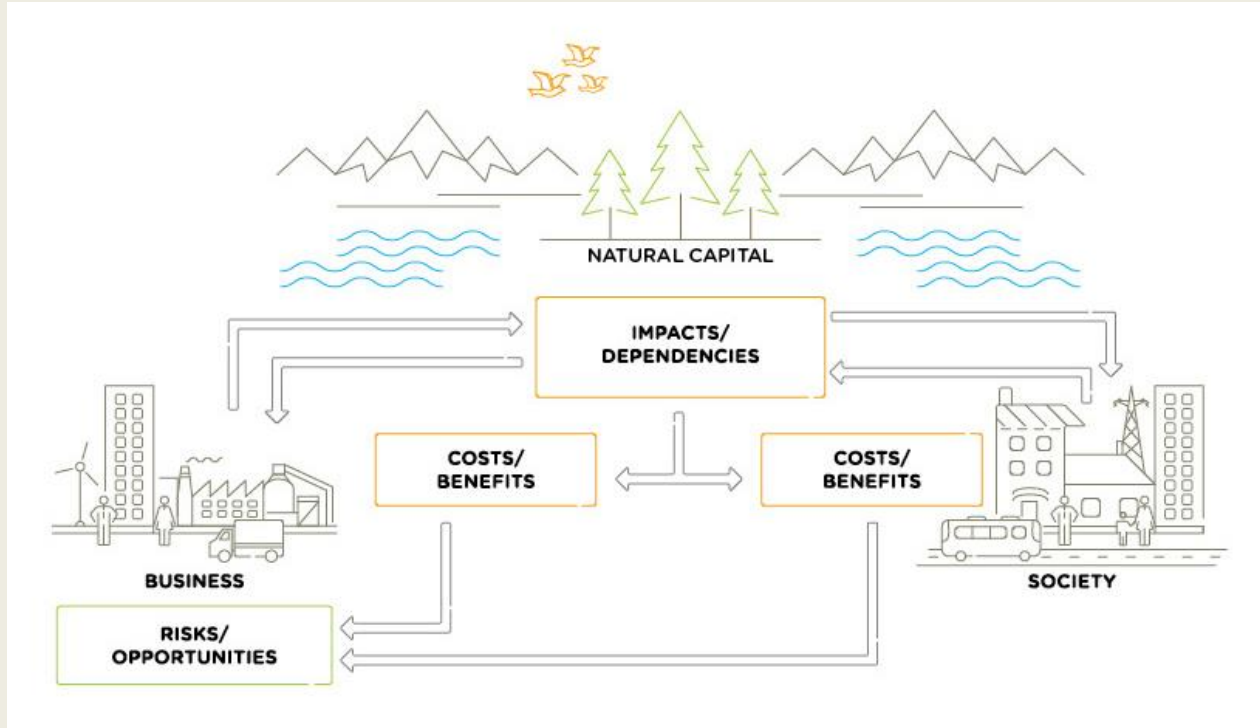 NATURAL CAPITAL
IMPACTS/
DEPENDENCIES
COSTS/
BENEFITS
COSTS/
BENEFITS
BUSINESS
SOCIETY
RISKS/
OPPORTUNITIES